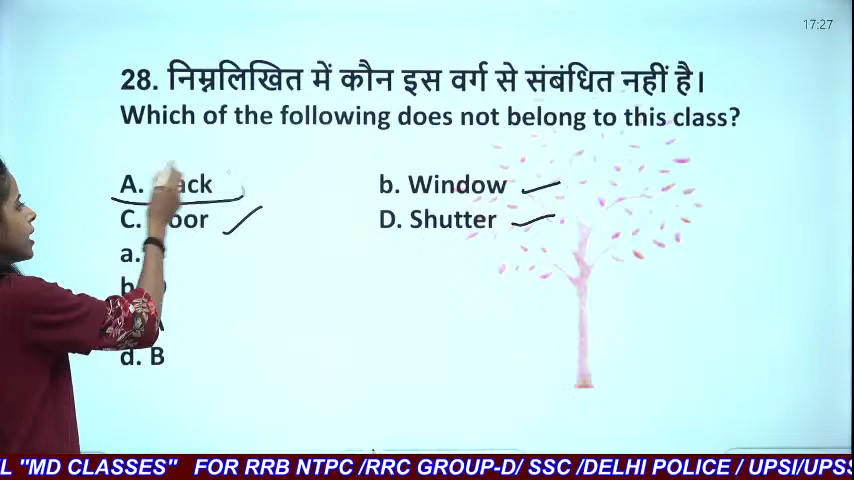 17:27
28. निम्नलिखित में कौन इस वर्ग से संबंधित नहीं है।
Which of the following does not belong to this class?
A. b. Window
C. D. Shutter
a.
b
d. B
L "MD CLASSES" FOR RRB NTPC /RRC GROUP-D/ SSC /DELHI POLICE / UPSI/UPSS